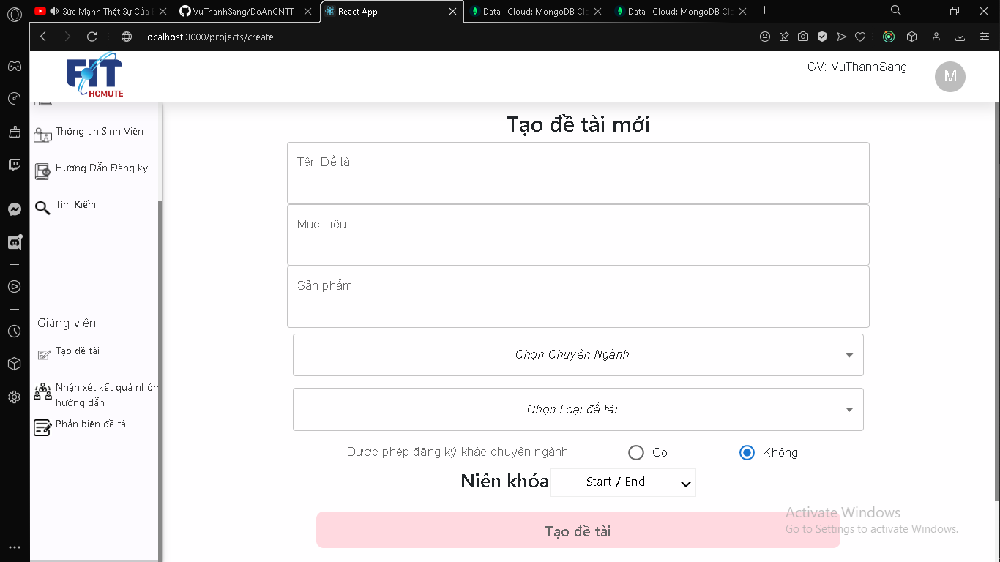 Sức Mạnh Thật Sự Của
VuThanhSang/DoAnCNTT
React App
Data | Cloud: MongoDB Clo
Data | Cloud: MongoDB Clo
localhost:3000/projects/create
FIT
HCMUTE
GV: VuThanhSang
M
Thông tin Sinh Viên
Hướng Dẫn Đăng ký
Tìm Kiếm
Giảng viên
Tạo đề tài
Nhận xét kết quả nhóm
hướng dẫn
Phản biện đề tài
Tạo đề tài mới
Tên Đề tài
Mục Tiêu
Sản phẩm
Chọn Chuyên Ngành
Chọn Loại đề tài
Được phép đăng ký khác chuyên ngành
Có
Không
Niên khóa
Start / End
Tạo đề tài
Activate Windows
Go to Settings to activate Windows.